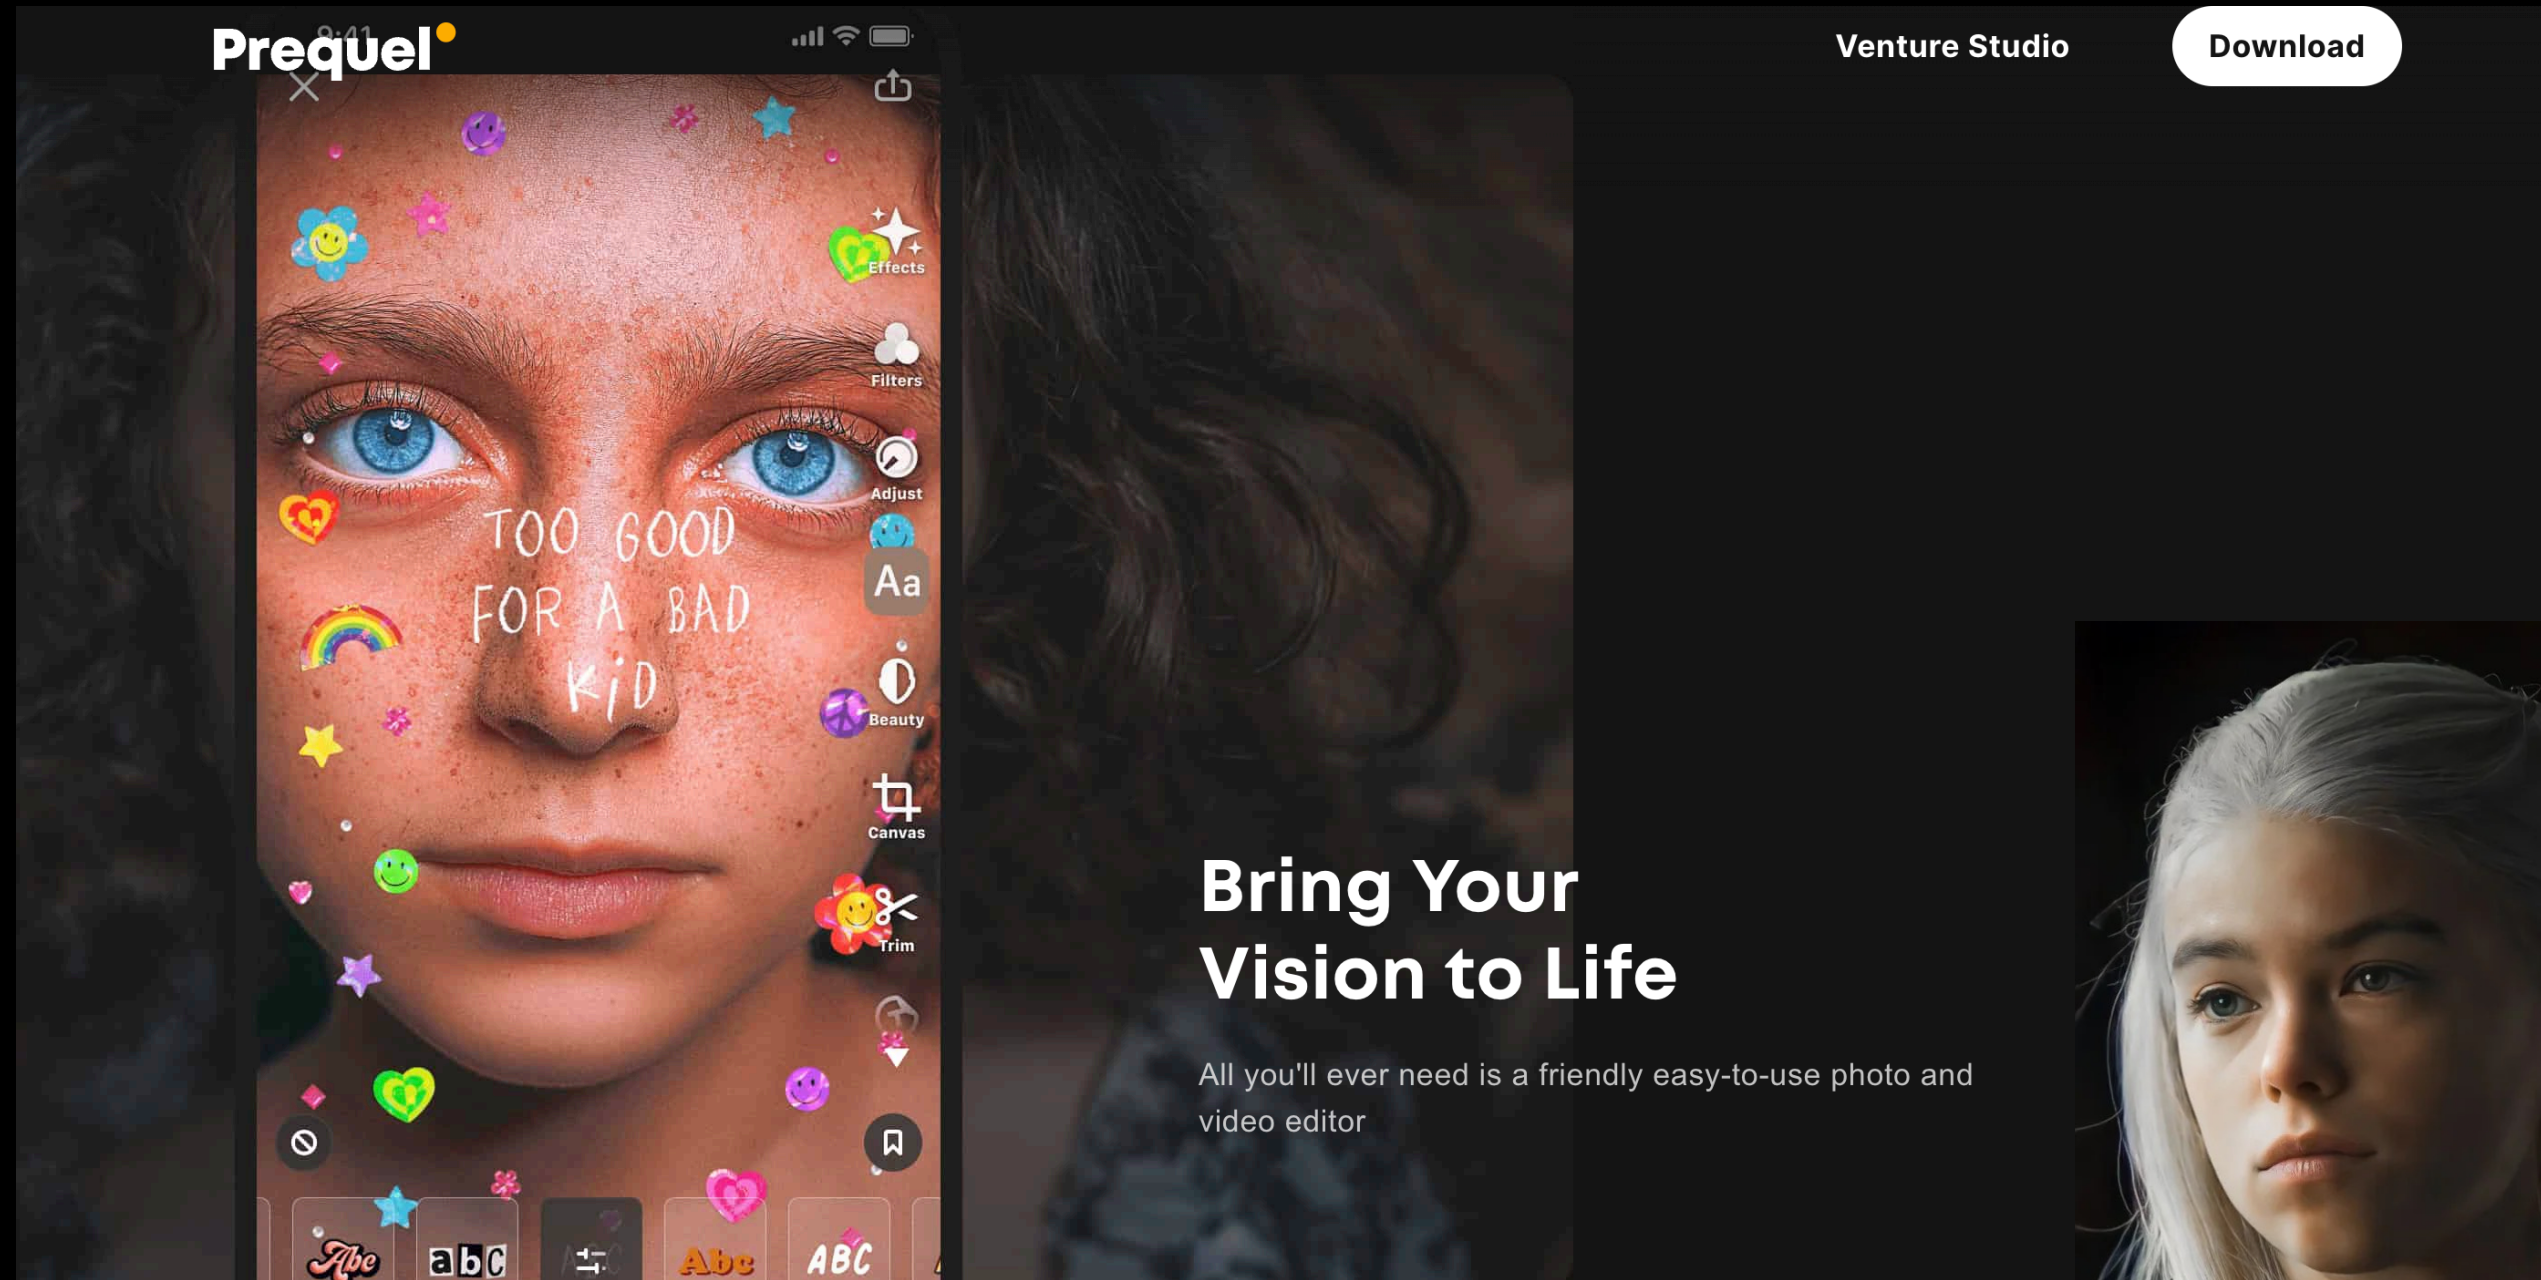 9:41
Prequel
Venture Studio
Download
Effects
Filters
Adjust
TOO GOOD
FOR A BAD
KiD
Aa
Beauty
Canvas
Trim
Bring Your
Vision to Life
All you'll ever need is a friendly easy-to-use photo and
video editor
Abc
abC
ABC
Abc
ABC